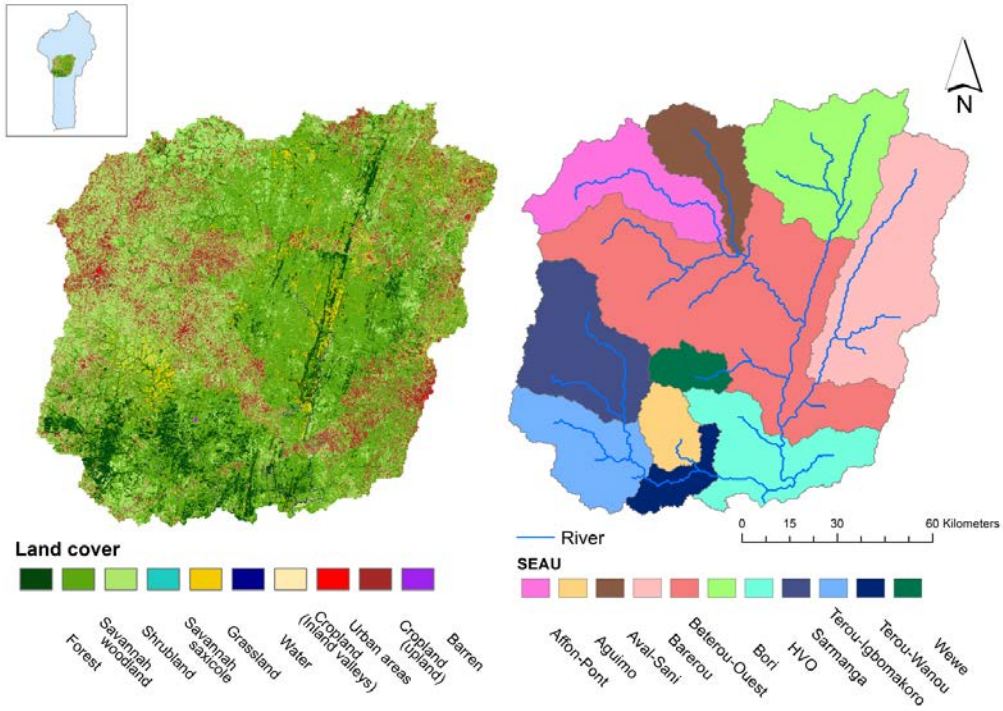 N
Land cover
Forest
Savannah
woodland
Shrubland
Savannah
saxicole
Grassland
Water
Cropland
(Inland valleys)
Urban areas
Cropland
(upland)
Barren
River
0 15 30 60 Kilometers
SEAU
Affon-Pont
Aguimo
Aval-Sani
Barerou
Beterou-Ouest
Bori
HVO
Sarmanga
Terou-Igbomakoro
Terou-Wanou
Wewe